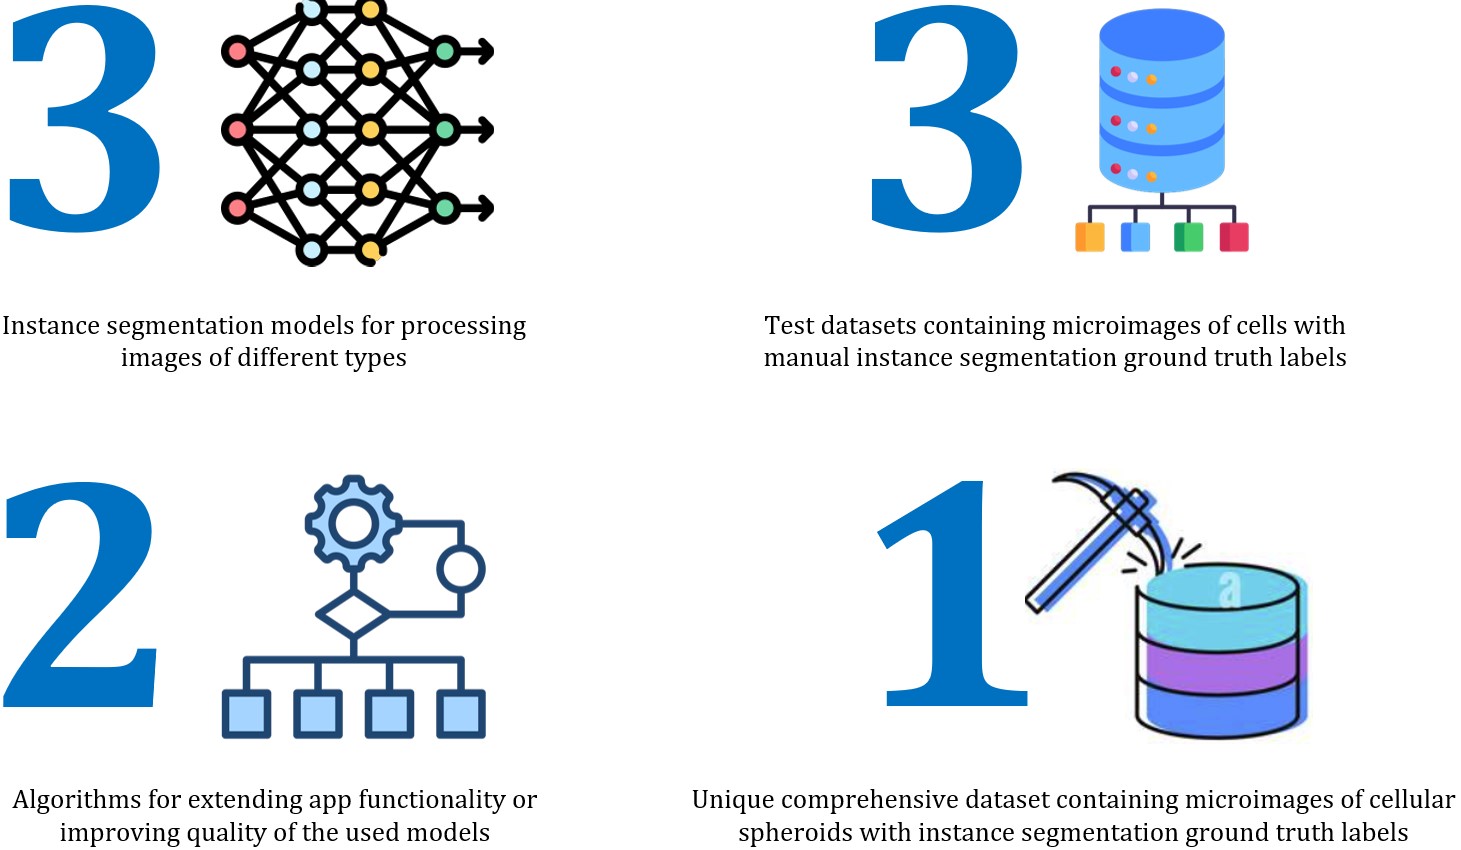 3
3
Instance segmentation models for processing
images of different types
Test datasets containing microimages of cells with
manual instance segmentation ground truth labels
2
1
a
Algorithms for extending app functionality or
improving quality of the used models
Unique comprehensive dataset containing microimages of cellular
spheroids with instance segmentation ground truth labels